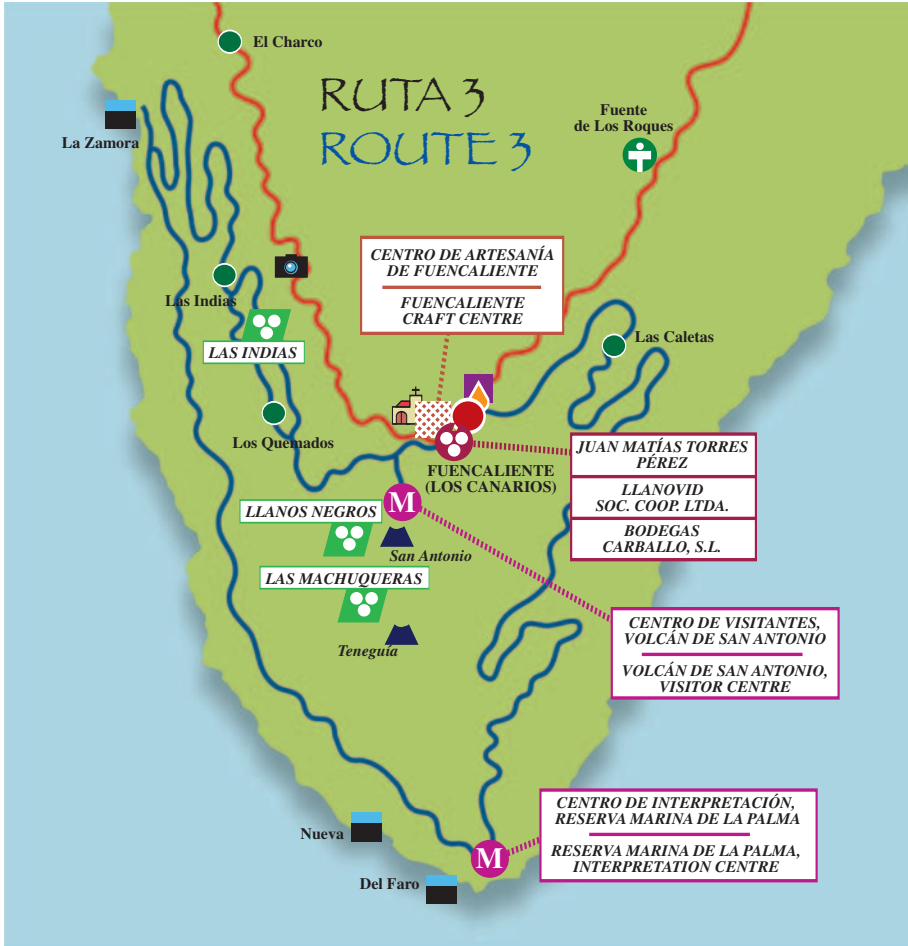 El Charco
RUTA 3
ROUTE 3
Fuente
de Los Roques
La Zamora
CENTRO DE ARTESANÍA
DE FUENCALIENTE
FUENCALIENTE
CRAFT CENTRE
Las Indias
LAS INDIAS
Las Caletas
Los Quemados
FUENCALIENTE
(LOS CANARIOS)
JUAN MATÍAS TORRES
PÉREZ
LLANOVID
SOC. COOP. LTDA.
BODEGAS
CARBALLO, S.L.
M
LLANOS NEGROS
San Antonio
LAS MACHUQUERAS
Teneguía
CENTRO DE VISITANTES,
VOLCÁN DE SAN ANTONIO
VOLCÁN DE SAN ANTONIO,
VISITOR CENTRE
CENTRO DE INTERPRETACIÓN,
RESERVA MARINA DE LA PALMA
RESERVA MARINA DE LA PALMA,
INTERPRETATION CENTRE
Nueva
M
Del Faro